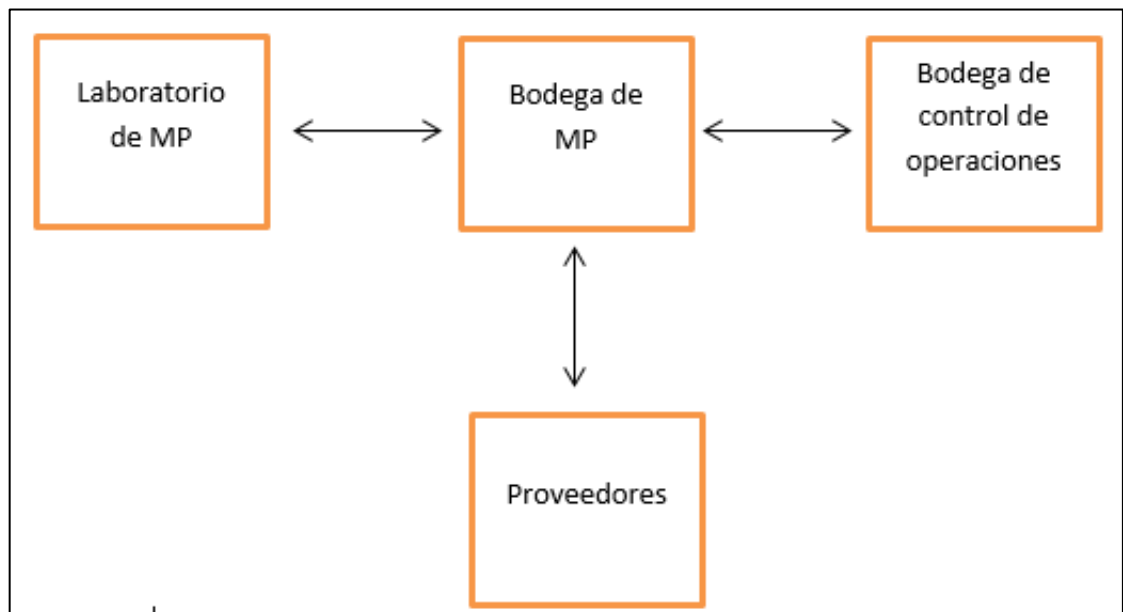 Laboratorio
de MP
Bodega de
MP
Bodega de
control de
operaciones
Proveedores